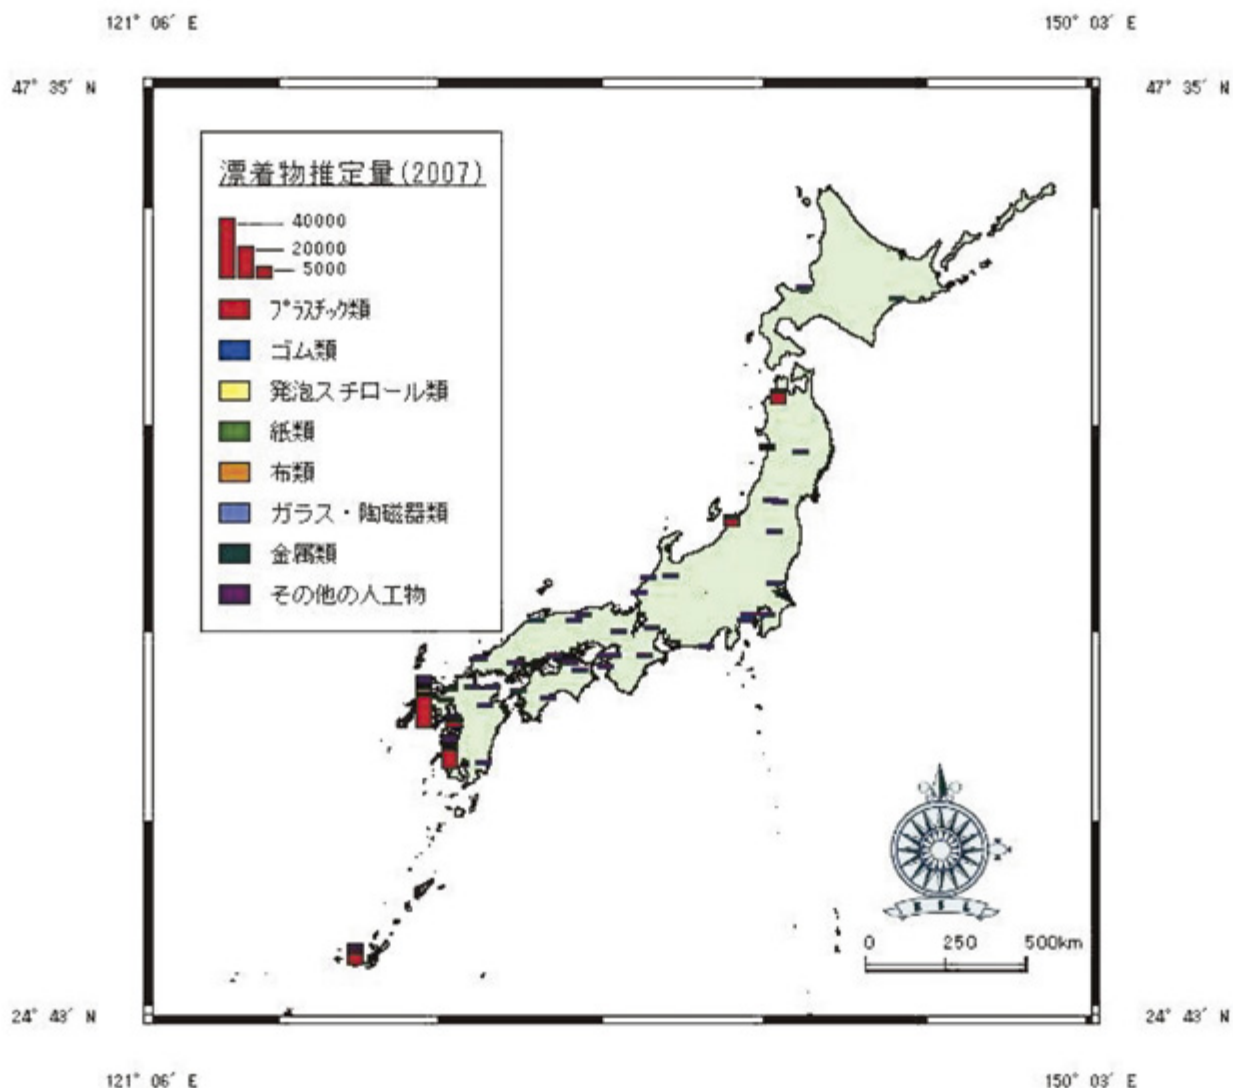 121° 06′ E
150° 03′ E
47° 35′ N
47° 35′ N
漂着物推定量(2007)
40000
20000
5000
プラスチック類
ゴム類
発泡スチロール類
紙類
布類
ガラス・陶磁器類
金属類
その他の人工物
0 250 500km
24° 43′ N
24° 43′ N
121° 06′ E
150° 03′ E